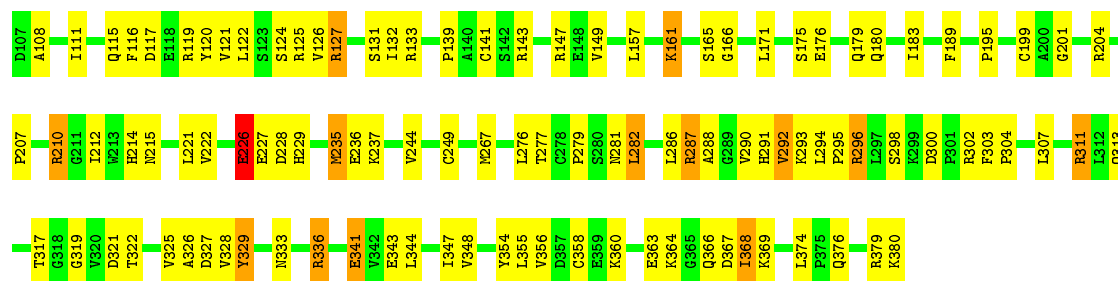 D107 A108 I111 Q115 F116 D117 E118 R119 Y120 V121 L122 S123 S124 R125 V126 R127 S131 I132 R133 P139 A140 C141 S142 R143 R147 E148 V149 L157 K161 S165 G166 L171 S175 E176 Q179 Q180 I183 F189 P195 C199 A200 G201 R204
P207 R210 G211 I212 W213 H214 N215 L221 V222 E226 E227 D228 H229 M235 E236 K237 V244 C249 M267 L276 T277 C278 P279 S280 N281 L282 L286 R287 A288 G289 V290 H291 V292 K293 L294 P295 R296 L297 S298 K299 D300 P301 R302 F303 P304 L307 R311 L312 Q313
T317 G318 G319 V320 D321 T322 V325 A326 D327 V328 Y329 N333 R336 E341 V342 E343 L344 I347 V348 Y354 L355 V356 D357 C358 E359 K360 E363 K364 G365 Q366 D367 I368 K369 L374 P375 Q376 R379 K380